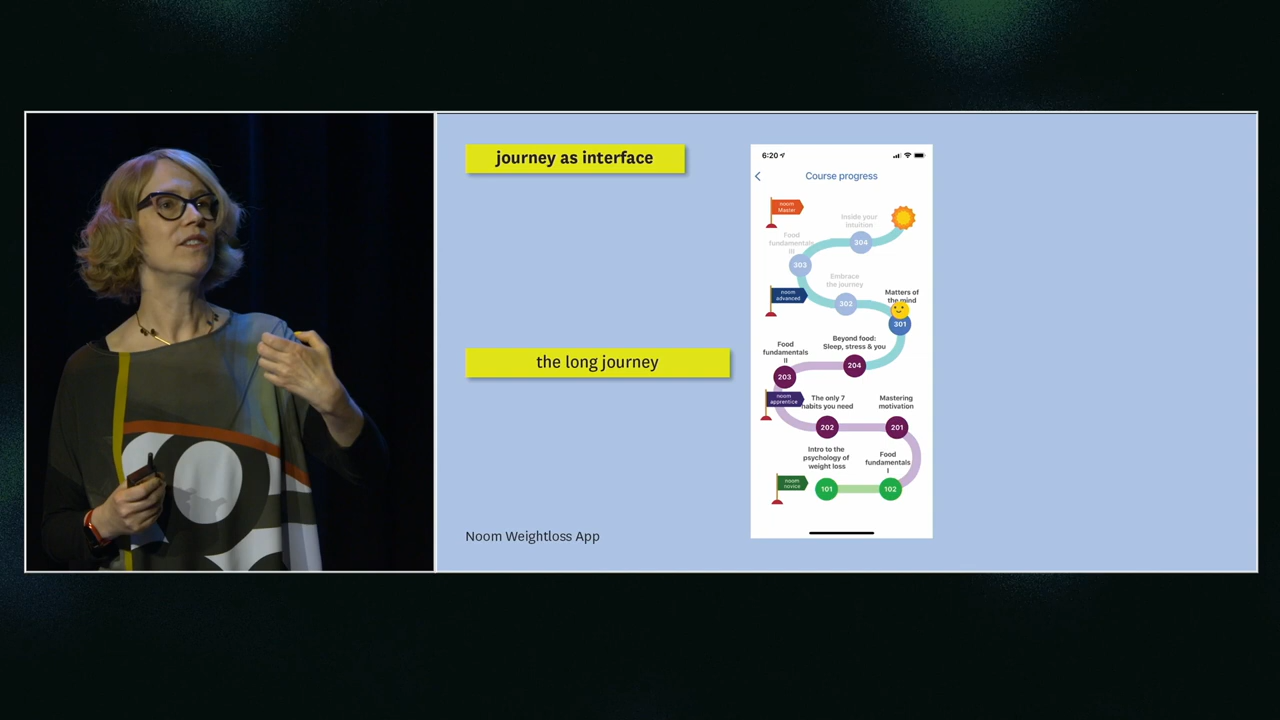 journey as interface
the long journey
Noom Weightloss App
6:20
Course progress
noom
Master
Inside your
intuition
304
Food
fundamentals
III
303
Embrace
the journey
302
noom
advanced
Matters of
the mind
301
Beyond food:
Sleep, stress & you
204
Food
fundamentals
II
203
noom
apprentice
The only 7
habits you need
202
Mastering
motivation
201
Intro to the
psychology of
weight loss
101
Food
fundamentals
I
102
noom
novice